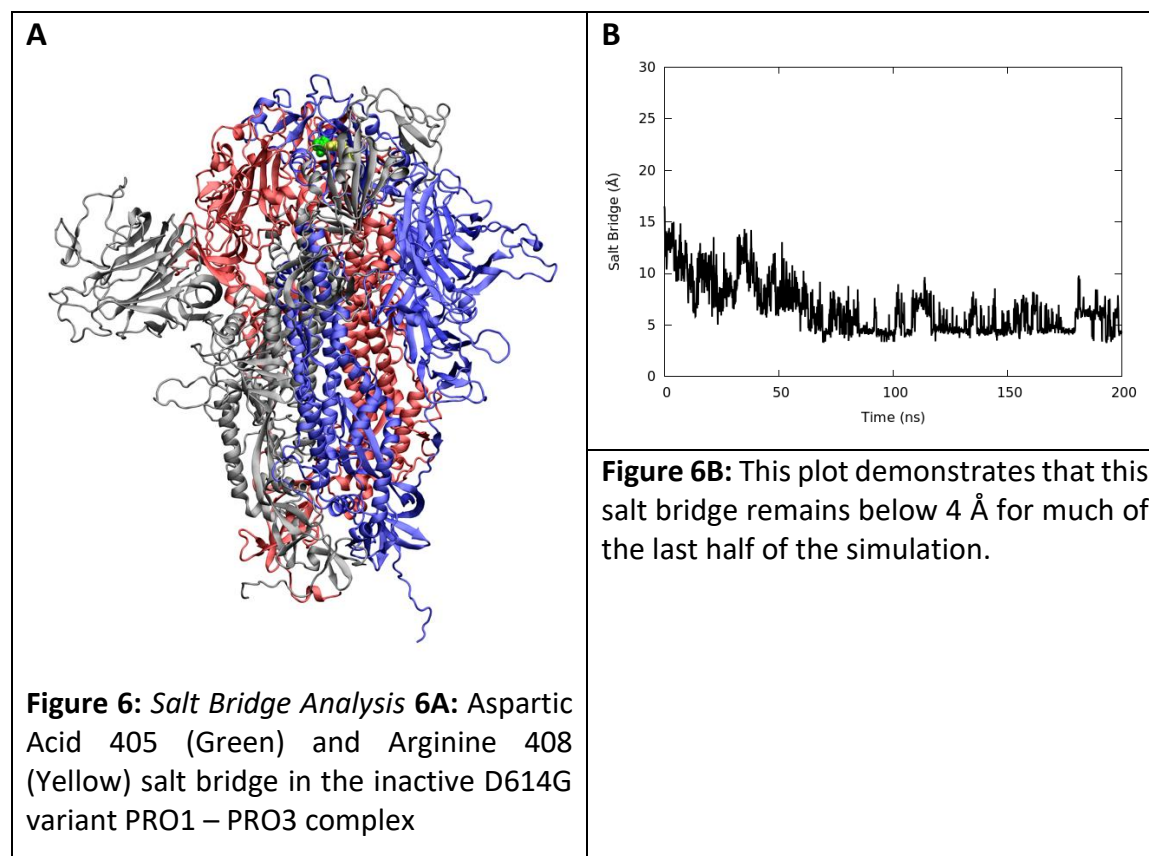 A
Figure 6: Salt Bridge Analysis 6A: Aspartic
Acid 405 (Green) and Arginine 408
(Yellow) salt bridge in the inactive D614G
variant PRO1 – PRO3 complex
B
30
25
20
15
10
5
0
Salt Bridge (Å)
0 50 100 150 200
Time (ns)
Figure 6B: This plot demonstrates that this
salt bridge remains below 4 Å for much of
the last half of the simulation.